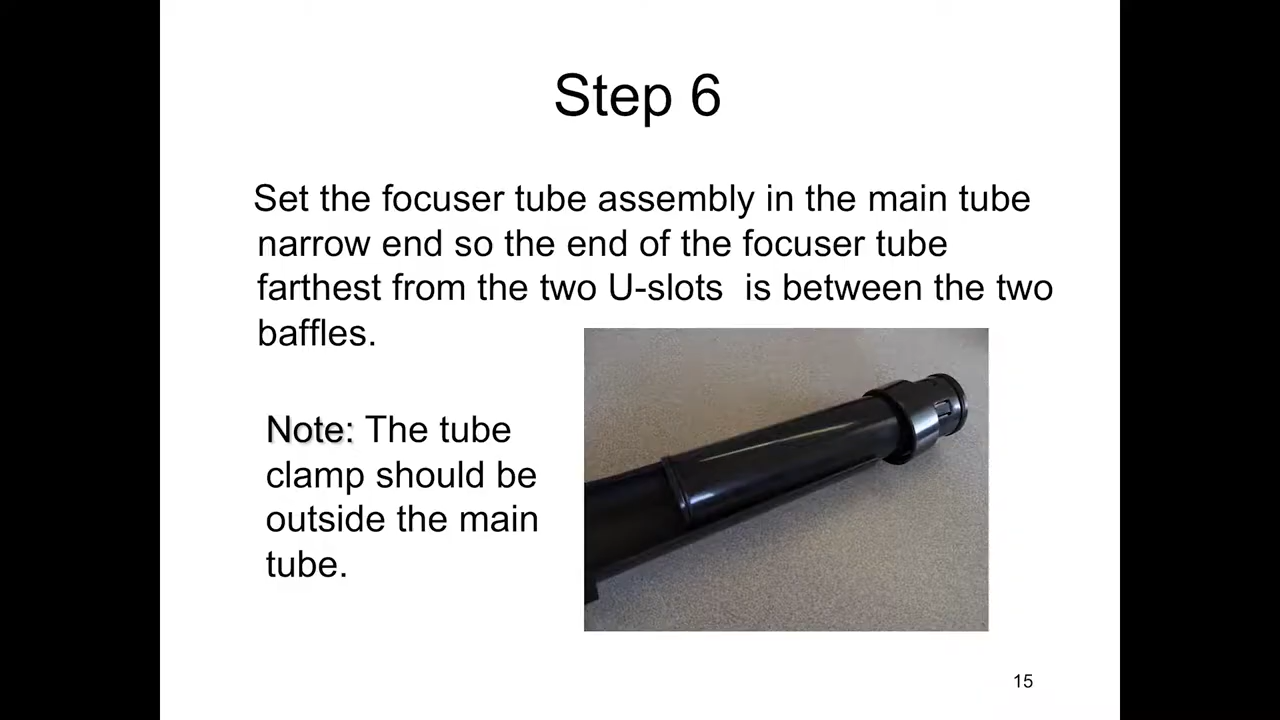 Step 6
Set the focuser tube assembly in the main tube
narrow end so the end of the focuser tube
farthest from the two U-slots  is between the two
baffles.
Note: The tube
clamp should be
outside the main
tube.
15